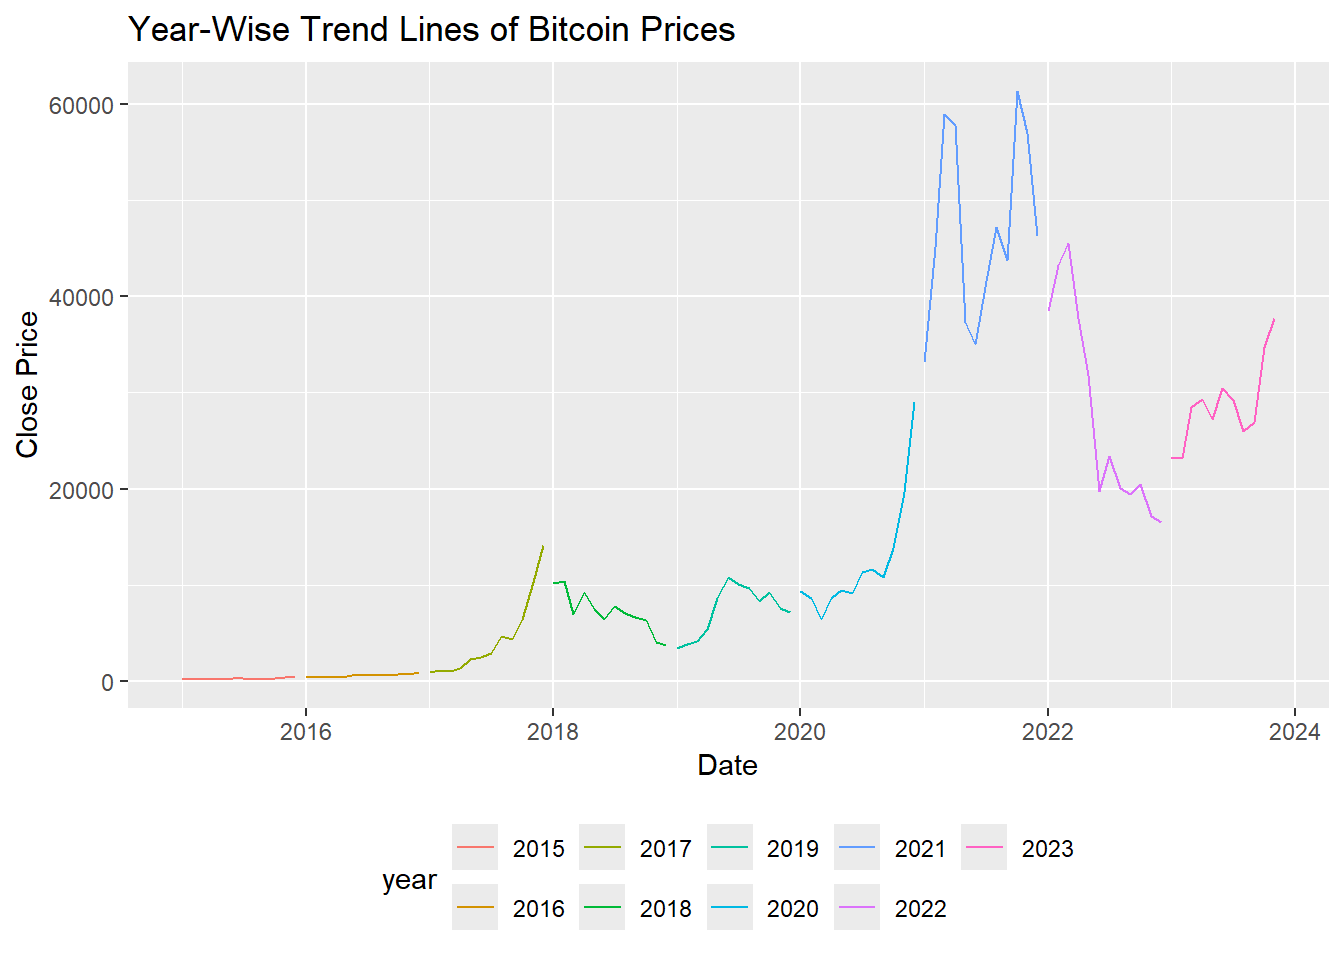 Year-Wise Trend Lines of Bitcoin Prices
60000
40000
20000
0
Close Price
2016 2018 2020 2022 2024
Date
year
2015 2017 2019 2021 2023
2016 2018 2020 2022